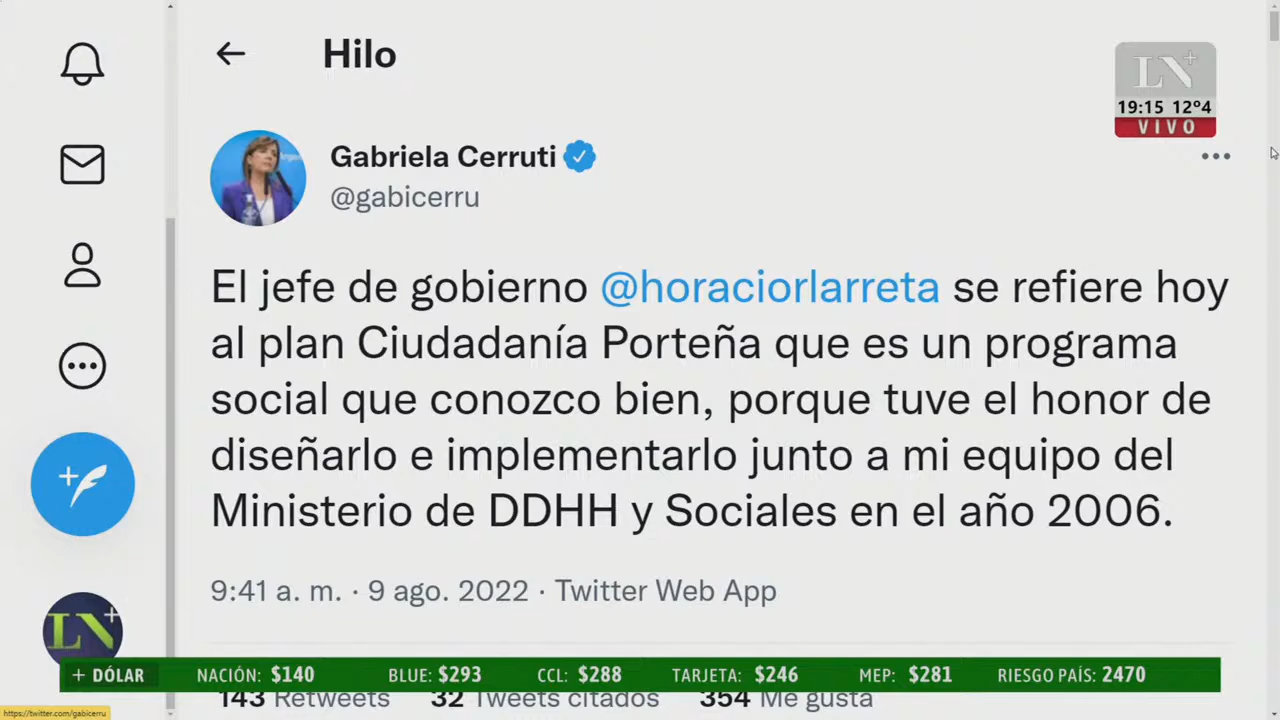 Hilo
LN+
19:15 12º4
VIVO
Gabriela Cerruti
@gabicerru
El jefe de gobierno @horaciorlarreta se refiere hoy
al plan Ciudadanía Porteña que es un programa
social que conozco bien, porque tuve el honor de
diseñarlo e implementarlo junto a mi equipo del
Ministerio de DDHH y Sociales en el año 2006.
9:41 a. m. · 9 ago. 2022 · Twitter Web App
LN+
+ DÓLAR NACIÓN: $140 BLUE: $293 CCL: $288 TARJETA: $246 MEP: $281 RIESGO PAÍS: 2470
143 Retweets 32 Tweets citados 354 Me gusta
https://twitter.com/gabicerru